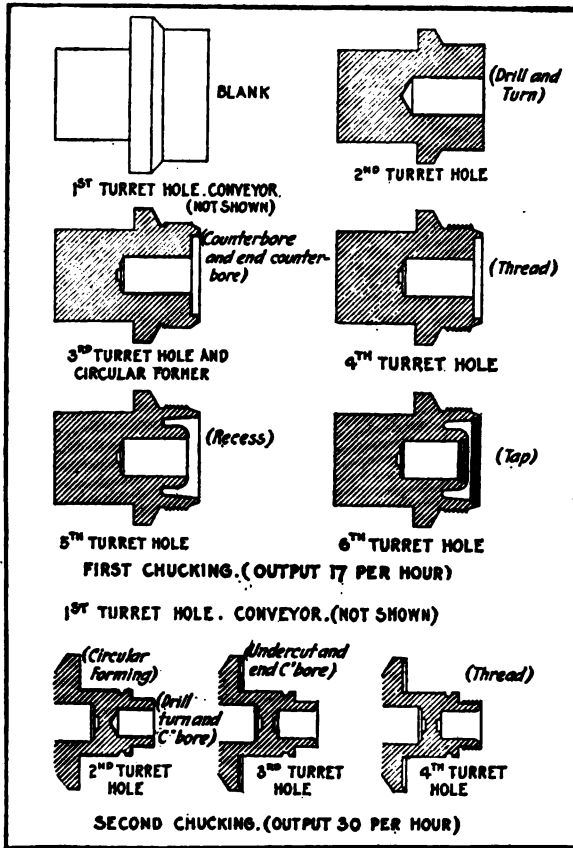 BLANK
1ST TURRET HOLE. CONVEYOR.
(NOT SHOWN)
(Drill and
Turn)
2ND TURRET HOLE
(Counterbore
and end counter-
bore)
3RD TURRET HOLE AND
CIRCULAR FORMER
(Thread)
4TH TURRET HOLE
(Recess)
5TH TURRET HOLE
(Tap)
6TH TURRET HOLE
FIRST CHUCKING. (OUTPUT 17 PER HOUR)
1ST TURRET HOLE. CONVEYOR. (NOT SHOWN)
(Circular
Forming)
(Drill
turn and
C'bore)
2ND TURRET
HOLE
(Undercut and
end C'bore)
3RD TURRET
HOLE
(Thread)
4TH TURRET
HOLE
SECOND CHUCKING. (OUTPUT 30 PER HOUR)